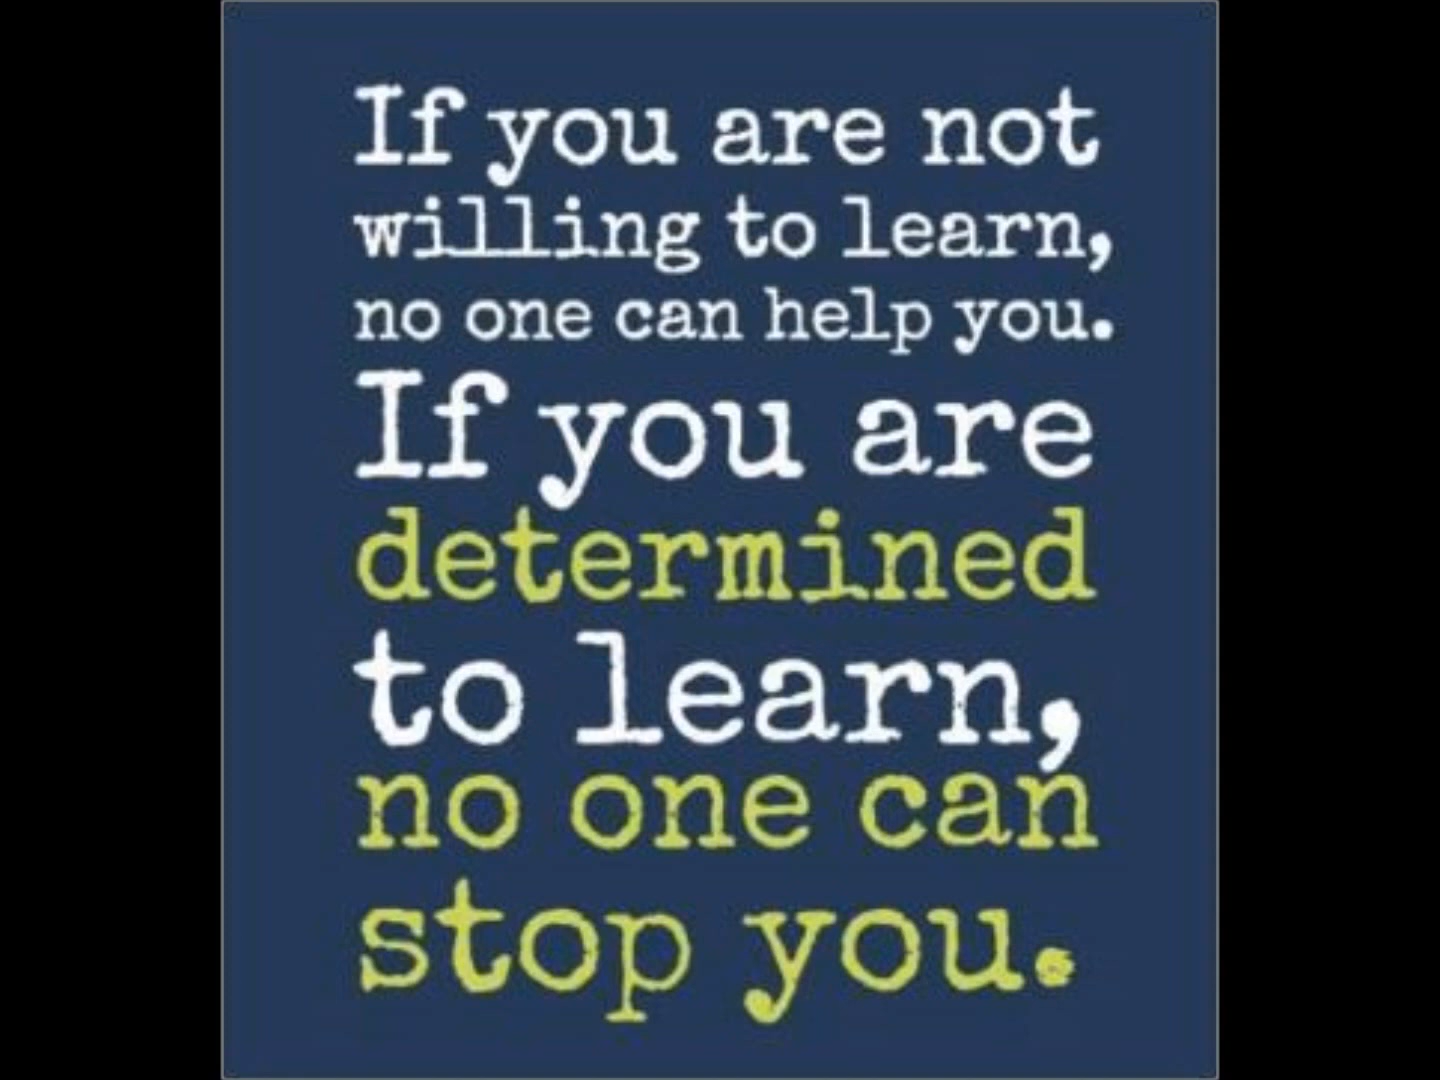 If you are not
willing to learn,
no one can help you.
If you are
determined
to learn,
no one can
stop you.